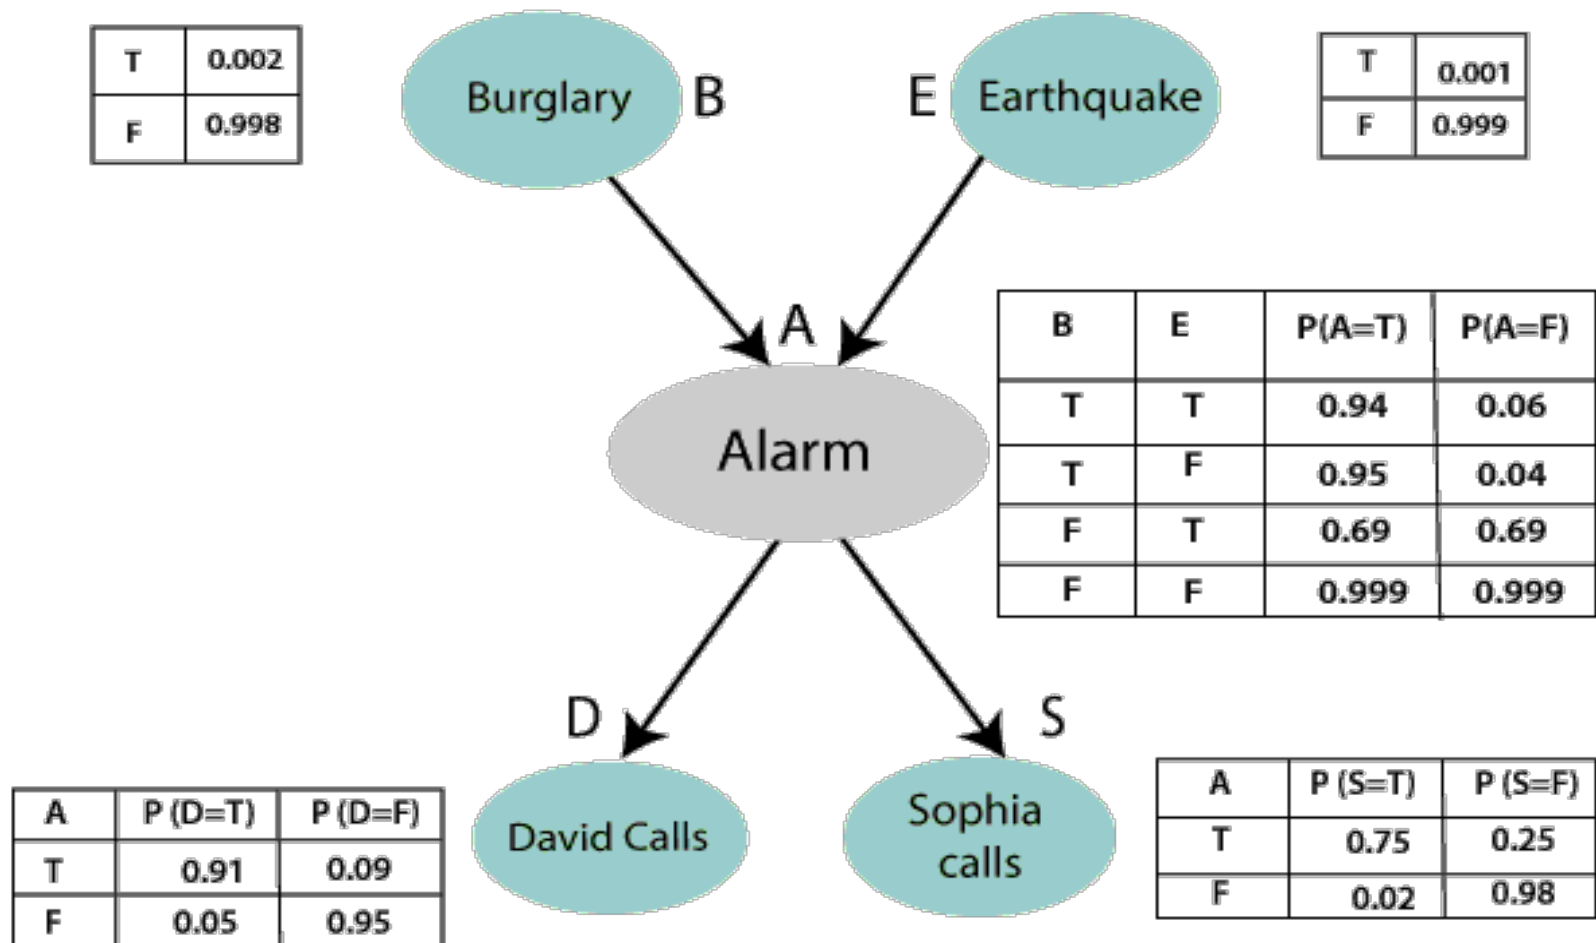 T 0.002
F 0.998
Burglary B
E Earthquake
T 0.001
F 0.999
A
B E P(A=T) P(A=F)
T T 0.94 0.06
T F 0.95 0.04
F T 0.69 0.69
F F 0.999 0.999
Alarm
D
S
A P (D=T) P (D=F)
T 0.91 0.09
F 0.05 0.95
David Calls
Sophia
calls
A P (S=T) P (S=F)
T 0.75 0.25
F 0.02 0.98